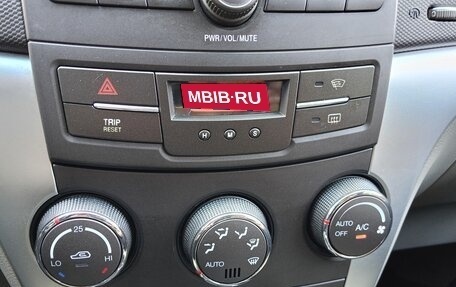 PWR/VOL/MUTE
MBIB·RU
TRIP
RESET
H M S
25
LO HI
AUTO
AUTO
OFF A/C